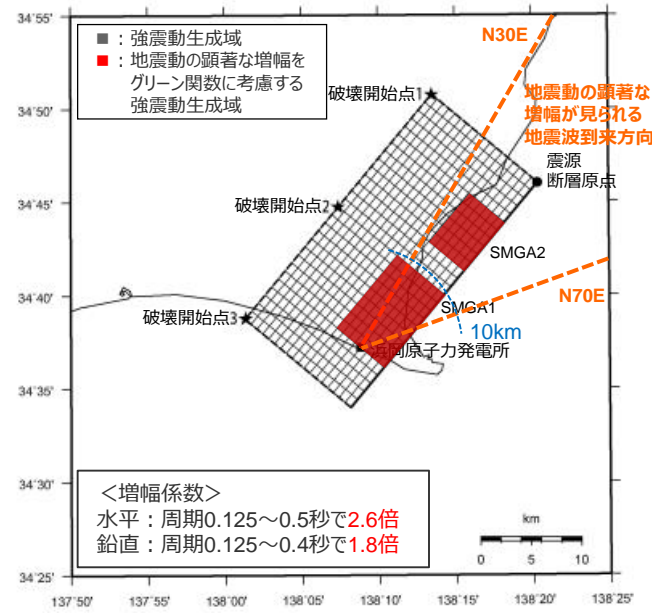 34˚55'
34˚50'
34˚45'
34˚40'
34˚35'
34˚30'
34˚25'
■：強震動生成域
■：地震動の顕著な増幅を
グリーン関数に考慮する
強震動生成域
N30E
地震動の顕著な
増幅が見られる
地震波到来方向
破壊開始点1
震源
断層原点
破壊開始点2
SMGA2
N70E
SMGA1
破壊開始点3
10km
浜岡原子力発電所
＜増幅係数＞
水平：周期0.125～0.5秒で2.6倍
鉛直：周期0.125～0.4秒で1.8倍
km
0 5 10
137˚50' 137˚55' 138˚00' 138˚05' 138˚10' 138˚15' 138˚20' 138˚25'